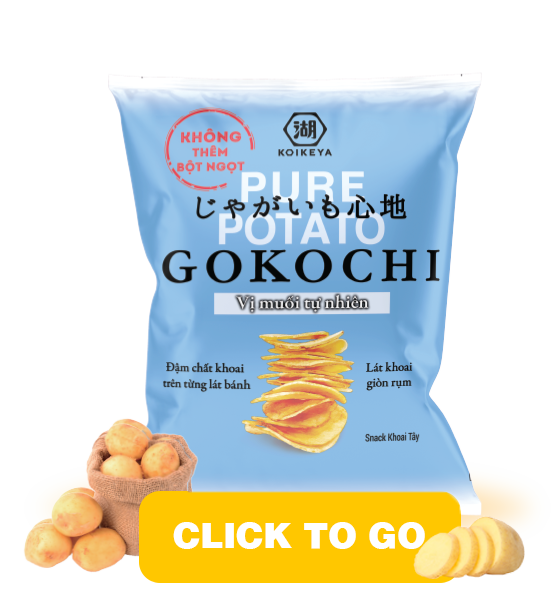 湖
KOIKEYA
KHÔNG
THÊM
BỘT NGỌT
PURE
じゃがいも心地
POTATO
GOKOCHI
Vị muối tự nhiên
Đậm chất khoai
trên từng lát bánh
Lát khoai
giòn rụm
Snack Khoai Tây
CLICK TO GO